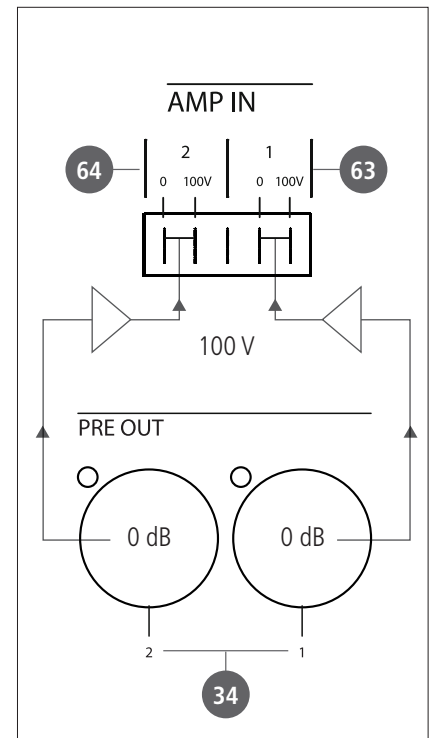 AMP IN
64 2 1 63
0 100V 0 100V
100 V
PRE OUT
0 dB 0 dB
2 1
34